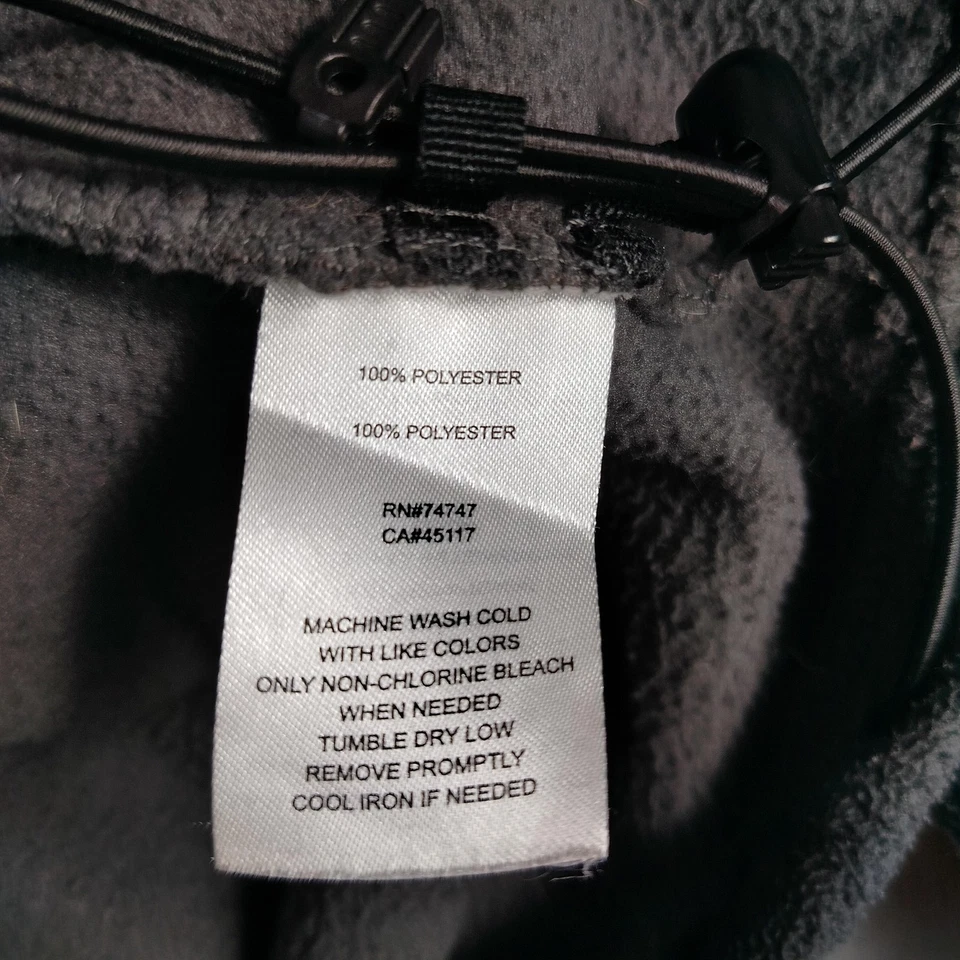 100% POLYESTER
100% POLYESTER
RN#74747
CA#45117
MACHINE WASH COLD
WITH LIKE COLORS
ONLY NON-CHLORINE BLEACH
WHEN NEEDED
TUMBLE DRY LOW
REMOVE PROMPTLY
COOL IRON IF NEEDED